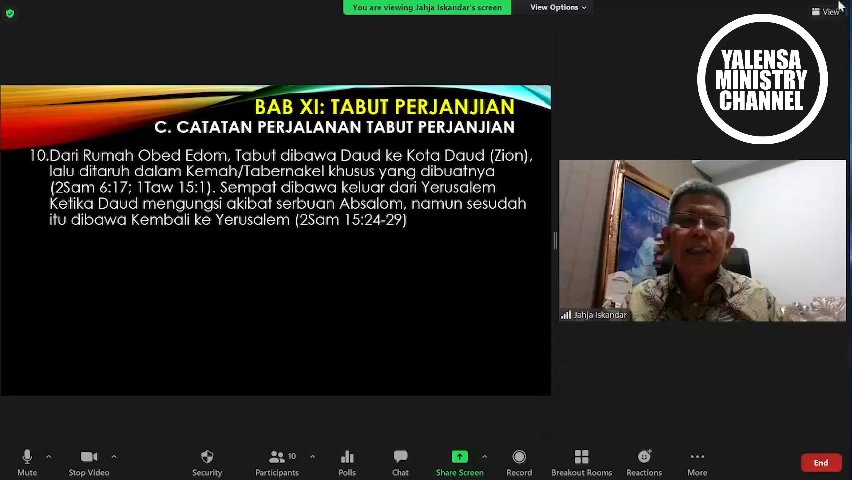 You are viewing Jahja Iskandar's screen
View Options
View
YALENSA
MINISTRY
CHANNEL
BAB XI: TABUT PERJANJIAN
C. CATATAN PERJALANAN TABUT PERJANJIAN
10.Dari Rumah Obed Edom, Tabut dibawa Daud ke Kota Daud (Zion),
lalu ditaruh dalam Kemah/Tabernakel khusus yang dibuatnya
(2Sam 6:17; 1Taw 15:1). Sempat dibawa keluar dari Yerusalem
Ketika Daud mengungsi akibat serbuan Absalom, namun sesudah
itu dibawa Kembali ke Yerusalem (2Sam 15:24-29)
Jahja Iskandar
10
Mute
Stop Video
Security
Participants
Polls
Chat
Share Screen
Record
Breakout Rooms
Reactions
More
End